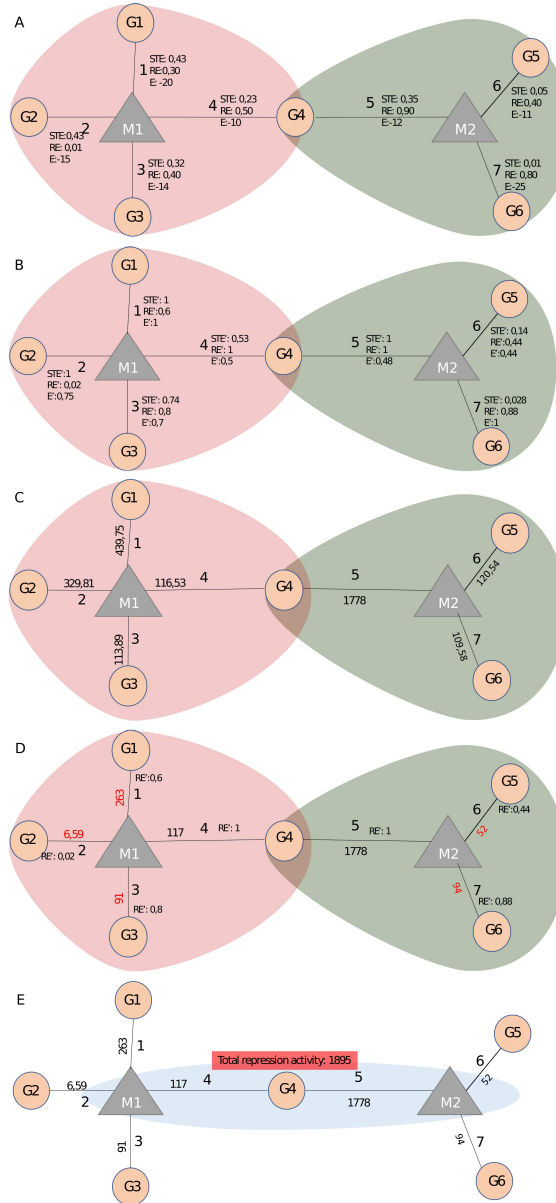 A
G1
1
STE: 0,43
RE:0,30
E: -20
G2
STE:0,43
2
RE: 0,01
E:-15
M1
3
STE: 0,32
RE: 0,40
E:-14
G3
4
STE: 0,23
RE: 0,50
E:-10
G4
5
STE: 0,35
RE: 0,90
E:-12
M2
6
STE: 0,05
RE:0,40
E:-11
G5
7
STE: 0,01
RE: 0,80
E:-25
G6
B
G1
1
STE': 1
RE':0,6
E':1
G2
2
STE':1
RE': 0,02
E':0,75
M1
3
STE': 0.74
RE': 0,8
E':0,7
G3
4
STE': 0,53
RE': 1
E':0,5
G4
5
STE': 1
RE': 1
E':0,48
M2
6
STE': 0,14
RE':0,44
E':0,44
G5
7
STE':0,028
RE': 0,88
E':1
G6
C
G1
439,75
1
G2
329,81
2
M1
116,53
4
113,89
3
G3
G4
5
1778
M2
6
120,54
G5
109,58
7
G6
D
G1
RE':0,6
263
1
G2
6,59
RE': 0,02
2
M1
117
4
RE': 1
91
3
RE': 0,8
G3
G4
5
RE': 1
1778
M2
6
52
G5
RE':0,44
94
7
RE': 0,88
G6
E
G1
263
1
G2
6,59
2
M1
117
4
91
3
G3
Total repression activity: 1895
G4
5
1778
M2
6
52
G5
94
7
G6